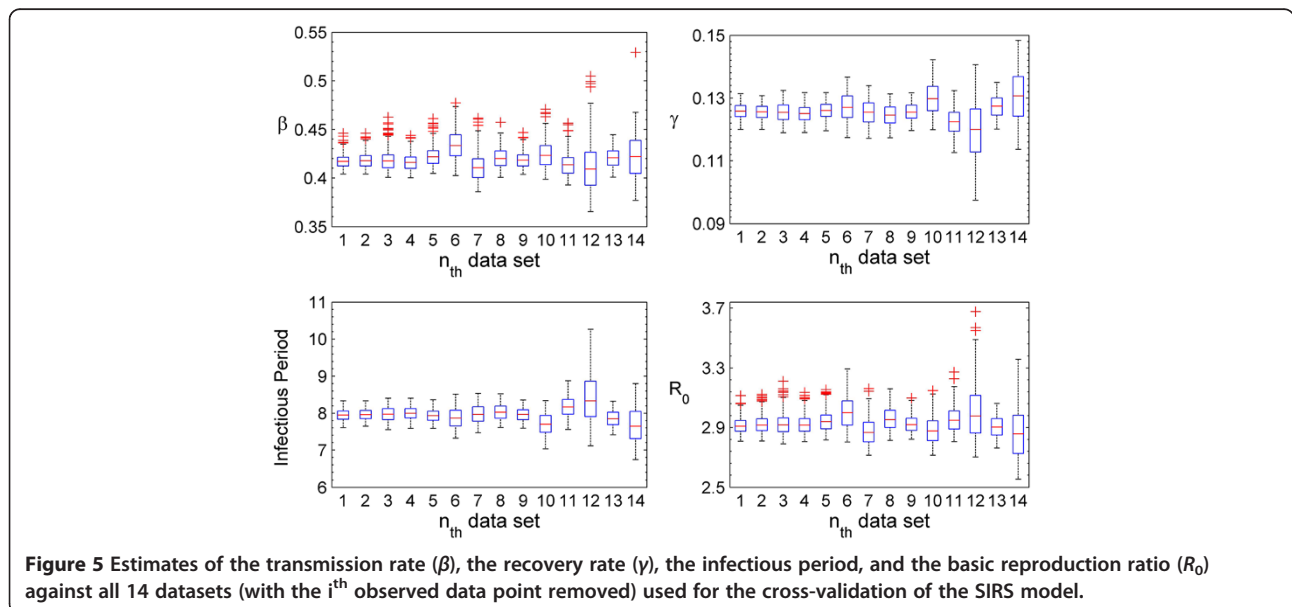 0.55
0.5
β 0.45
0.4
0.35
1 2 3 4 5 6 7 8 9 10 11 12 13 14
n_th data set
0.15
γ 0.13
0.11
0.09
1 2 3 4 5 6 7 8 9 10 11 12 13 14
n_th data set
11
10
9
8
7
6
Infectious Period
1 2 3 4 5 6 7 8 9 10 11 12 13 14
n_th data set
3.7
3.3
R_0
2.9
2.5
1 2 3 4 5 6 7 8 9 10 11 12 13 14
n_th data set
Figure 5 Estimates of the transmission rate (β), the recovery rate (γ), the infectious period, and the basic reproduction ratio (R₀)
against all 14 datasets (with the iᵗʰ observed data point removed) used for the cross-validation of the SIRS model.